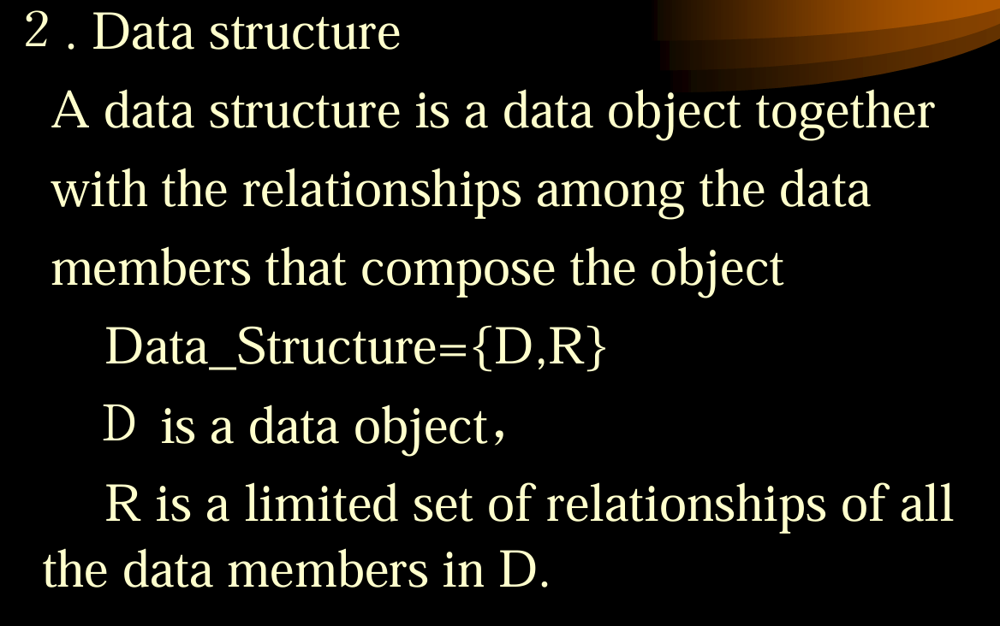 2 . Data structure
A data structure is a data object together
with the relationships among the data
members that compose the object
Data_Structure={D,R}
D is a data object，
R is a limited set of relationships of all
the data members in D.